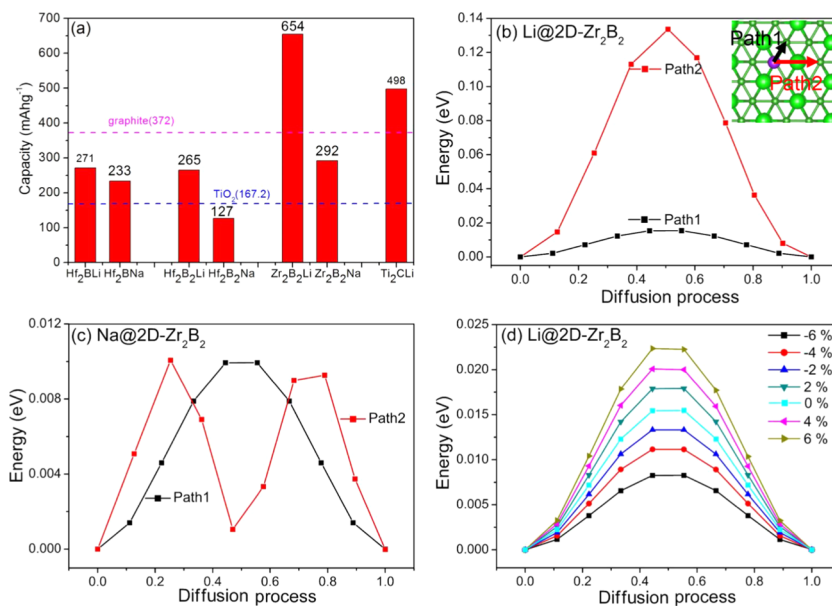 (a)
Capacity (mAhg⁻¹)
700
600
500
400
300
200
100
0
654
498
graphite(372)
271
233
265
292
TiO₂(167.2)
127
Hf₂BLi Hf₂BNa Hf₂B₂Li Hf₂B₂Na Zr₂B₂Li Zr₂B₂Na Ti₂CLi
(b) Li@2D-Zr₂B₂
Energy (eV)
0.14
0.12
0.10
0.08
0.06
0.04
0.02
0.00
Path1
Path2
Path2
Path1
0.0 0.2 0.4 0.6 0.8 1.0
Diffusion process
(c) Na@2D-Zr₂B₂
Energy (eV)
0.012
0.008
0.004
0.000
Path2
Path1
0.0 0.2 0.4 0.6 0.8 1.0
Diffusion process
(d) Li@2D-Zr₂B₂
Energy (eV)
0.025
0.020
0.015
0.010
0.005
0.000
-6 %
-4 %
-2 %
2 %
0 %
4 %
6 %
0.0 0.2 0.4 0.6 0.8 1.0
Diffusion process